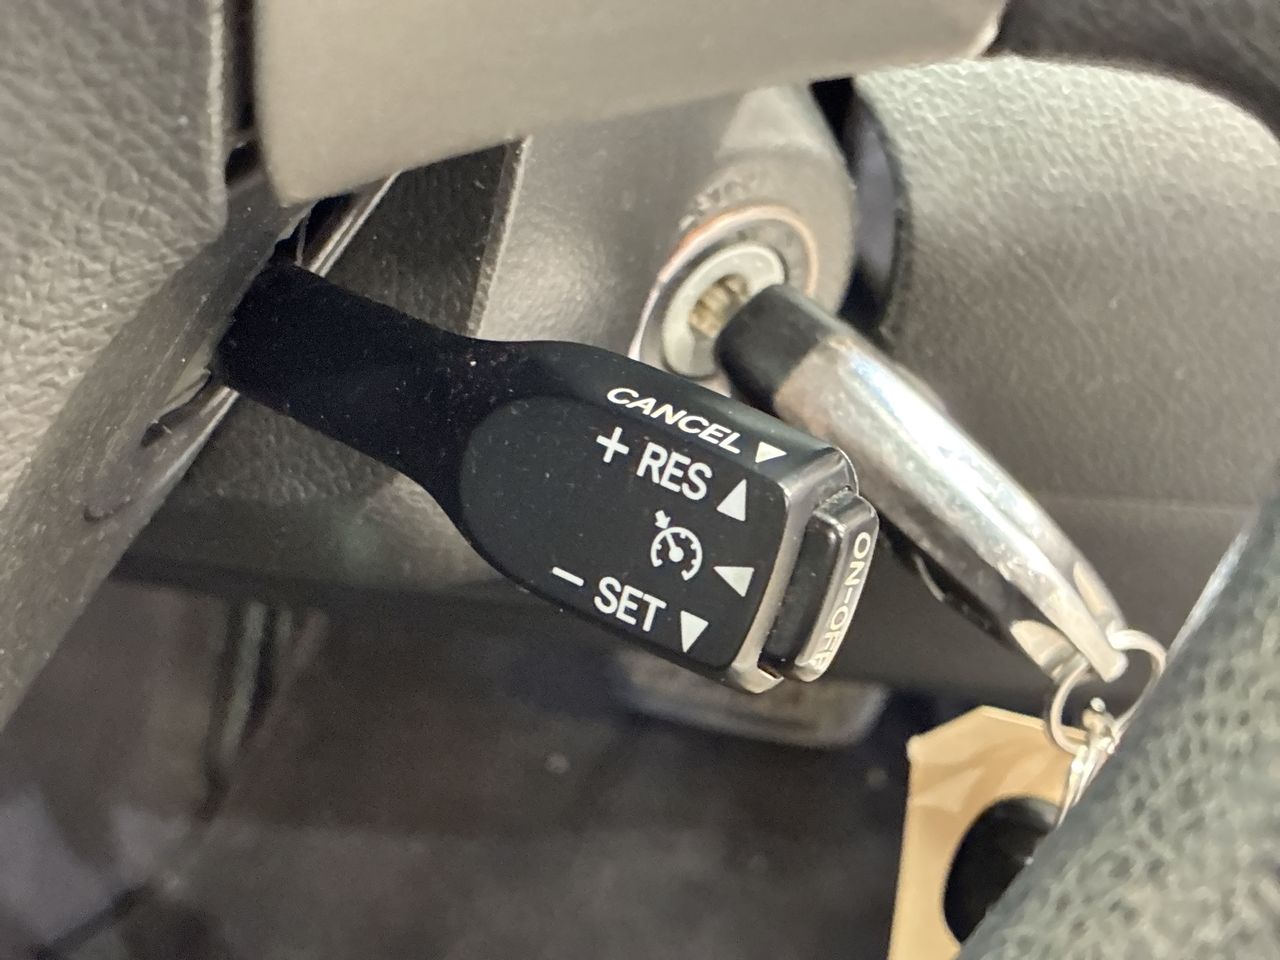 CANCEL ▼
+ RES ▲
◀
− SET ▼
ON-OFF